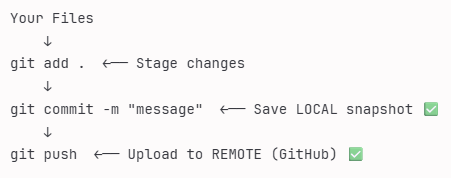 Your Files
↓
git add .  ←── Stage changes
↓
git commit -m "message"  ←── Save LOCAL snapshot ✅
↓
git push  ←── Upload to REMOTE (GitHub) ✅